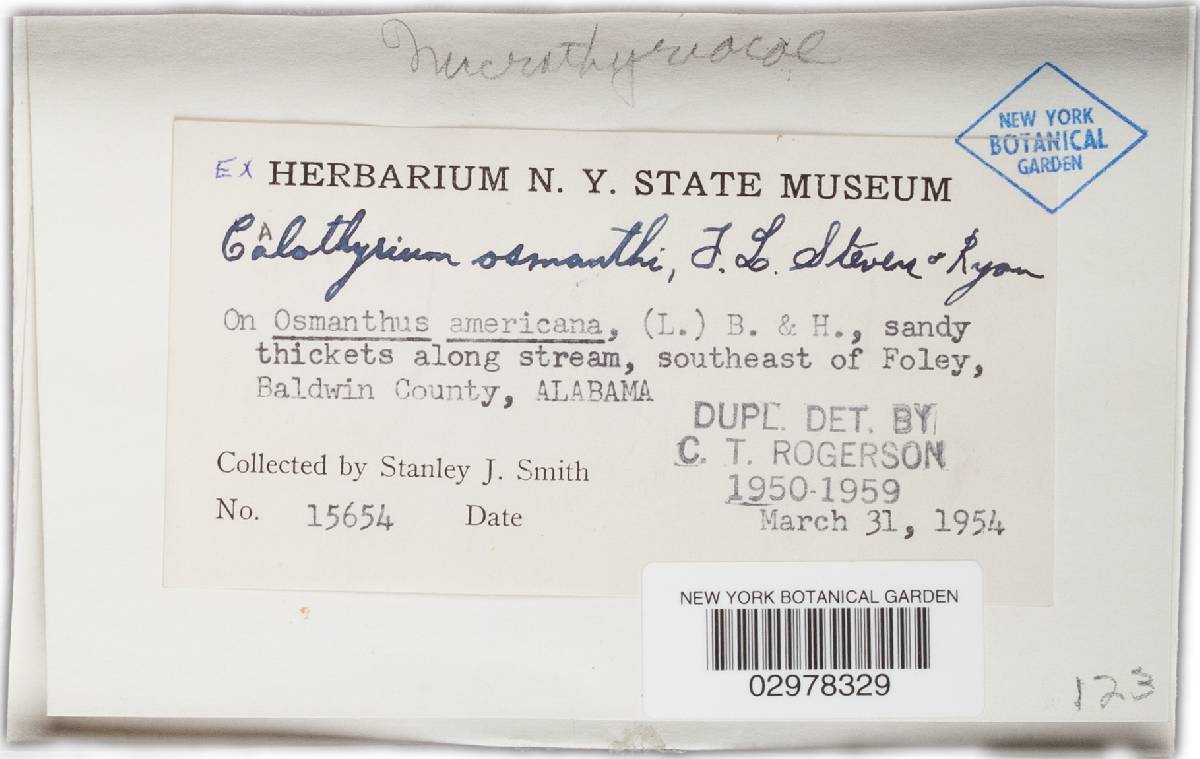 Microthyriaceae
NEW YORK
BOTANICAL
GARDEN
EX HERBARIUM N. Y. STATE MUSEUM
Calothyrium osmanthi, F. L. Stevens & Ryan
On Osmanthus americana, (L.) B. & H., sandy
thickets along stream, southeast of Foley,
Baldwin County, ALABAMA
DUPL. DET. BY
C. T. ROGERSON
1950-1959
Collected by Stanley J. Smith
No. 15654 Date March 31, 1954
NEW YORK BOTANICAL GARDEN
02978329
123